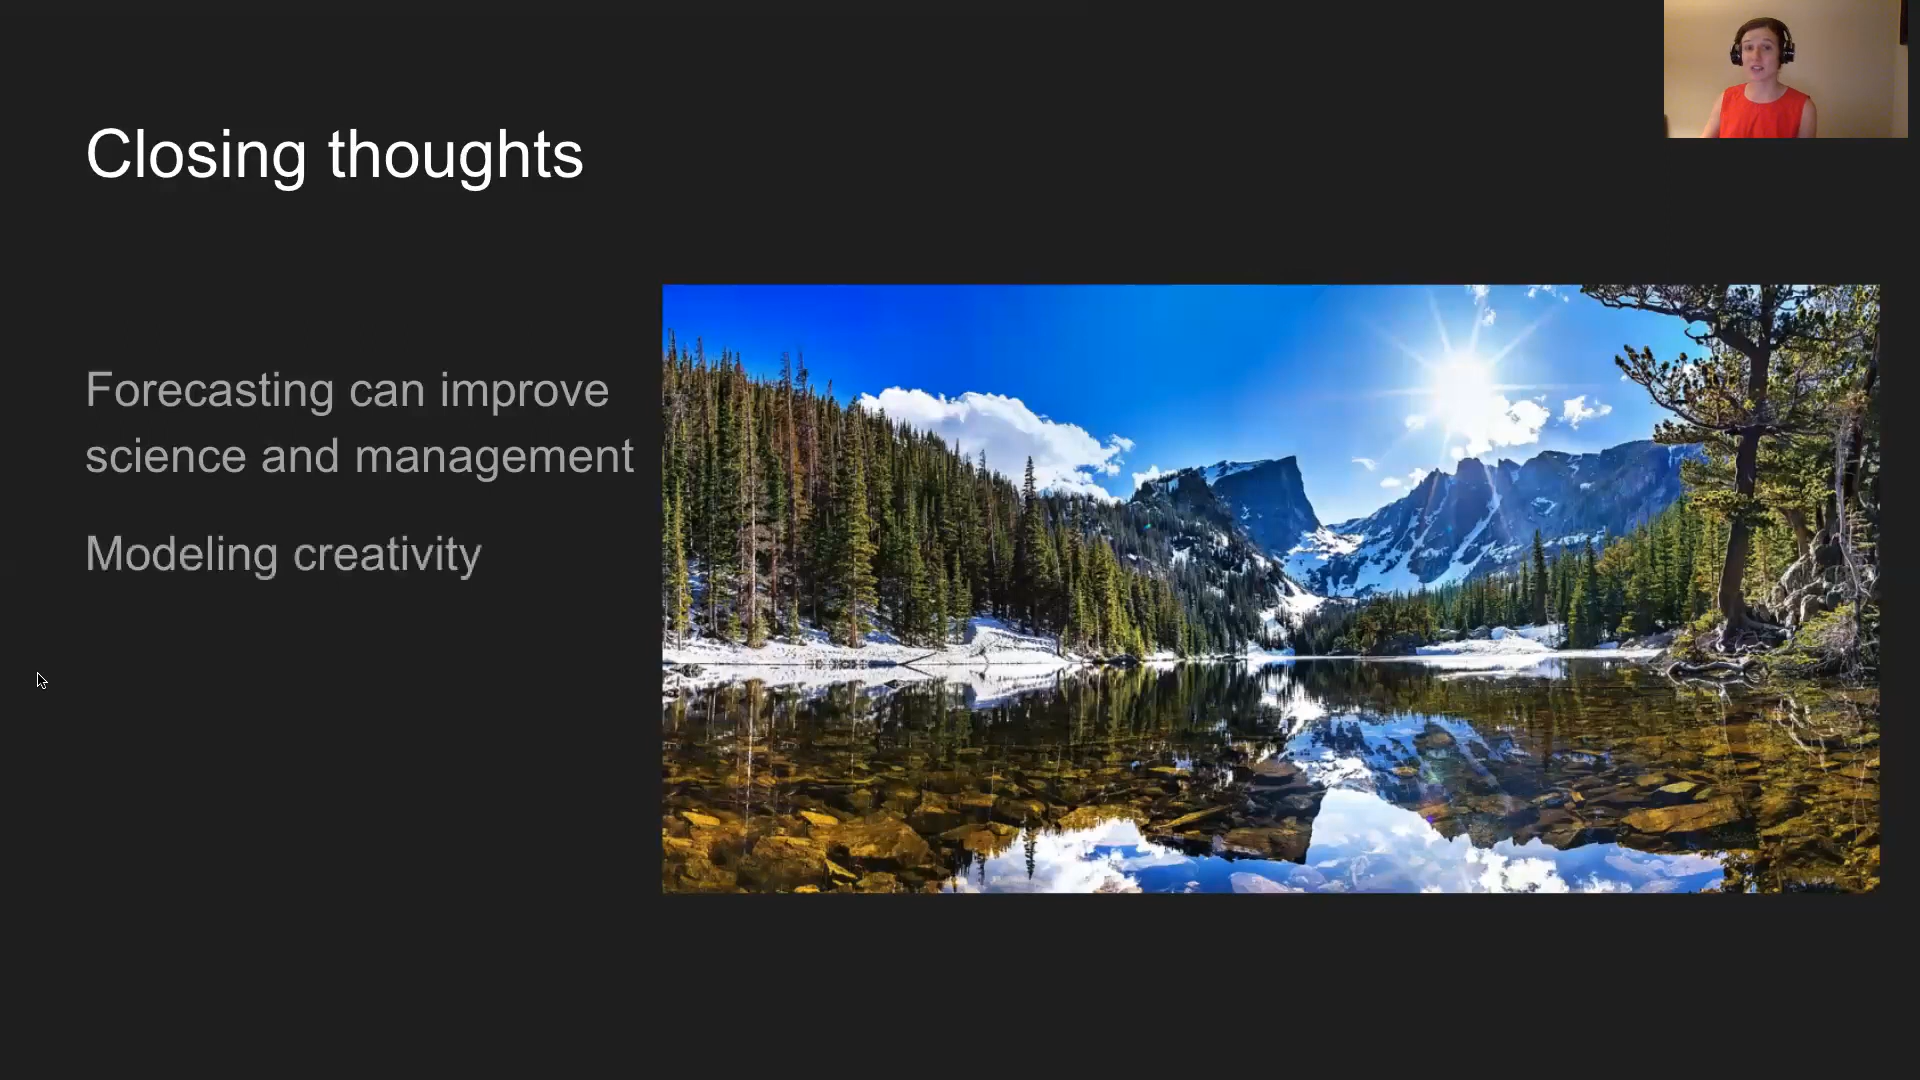 Closing thoughts
Forecasting can improve
science and management
Modeling creativity